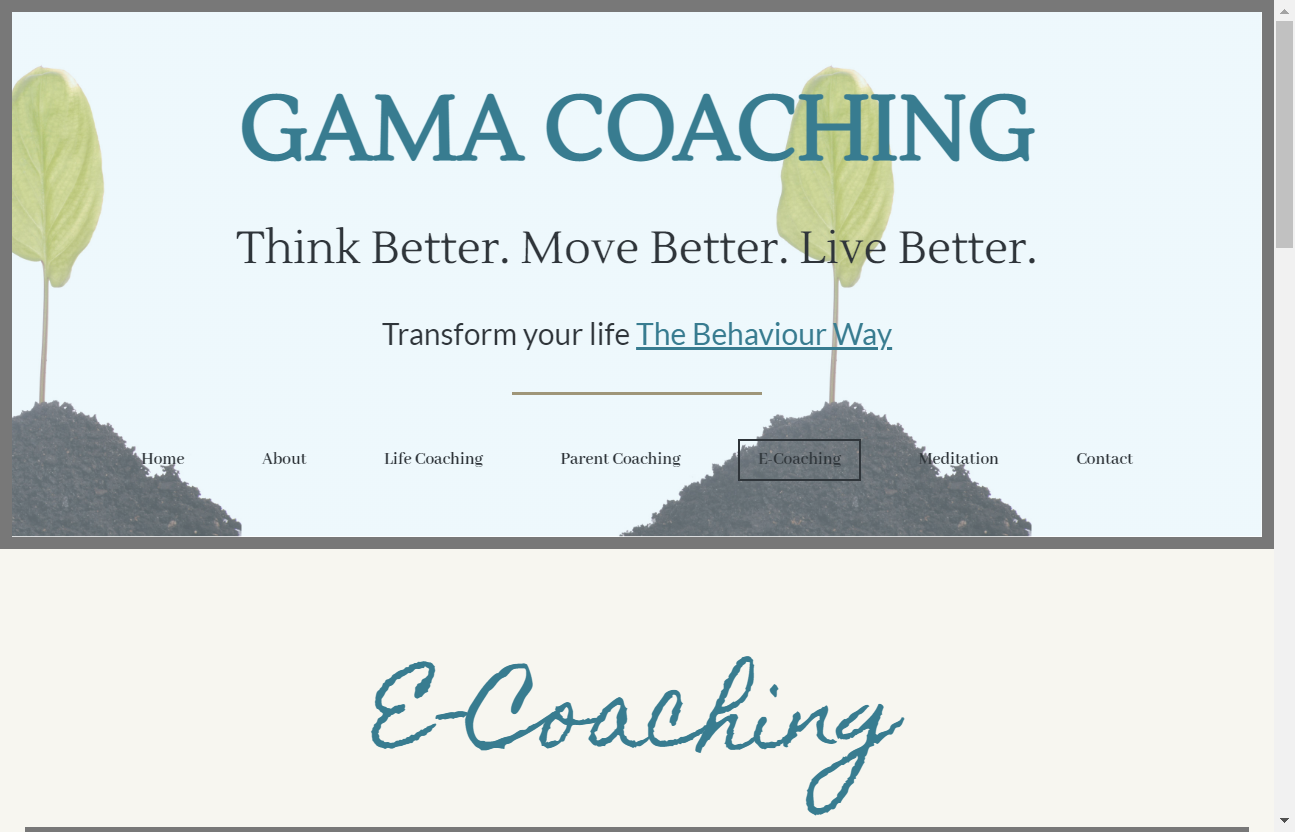 GAMA COACHING
Think Better. Move Better. Live Better.
Transform your life The Behaviour Way
Home About Life Coaching Parent Coaching E-Coaching Meditation Contact
E-Coaching